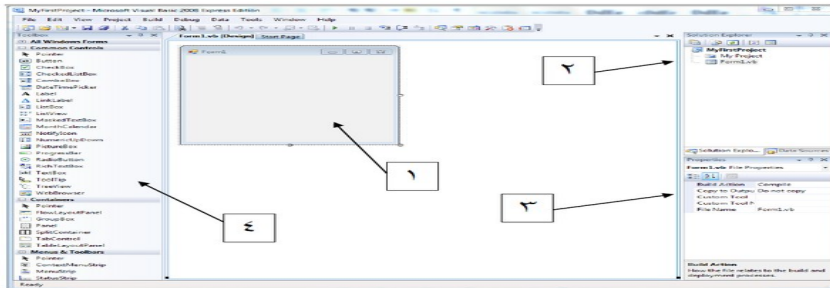 MyFirstProject - Microsoft Visual Basic 2008 Express Edition
File Edit View Project Build Debug Data Tools Window Help
Toolbox
All Windows Forms
Common Controls
Pointer
Button
CheckBox
CheckedListBox
ComboBox
DateTimePicker
Label
LinkLabel
ListBox
ListView
MaskedTextBox
MonthCalendar
NotifyIcon
NumericUpDown
PictureBox
ProgressBar
RadioButton
RichTextBox
TextBox
ToolTip
TreeView
WebBrowser
Containers
Pointer
FlowLayoutPanel
GroupBox
Panel
SplitContainer
TabControl
TableLayoutPanel
Menus & Toolbars
Pointer
ContextMenuStrip
MenuStrip
StatusStrip
Ready
Form1.vb [Design] Start Page
١
٢
٣
٤
Solution Explorer
MyFirstProject
My Project
Form1.vb
Solution Explo... Data Sources
Properties
Form1.vb File Properties
Build Action Compile
Copy to Outpu Do not copy
Custom Tool
Custom Tool N
File Name Form1.vb
Build Action
How the file relates to the build and
deployment processes.